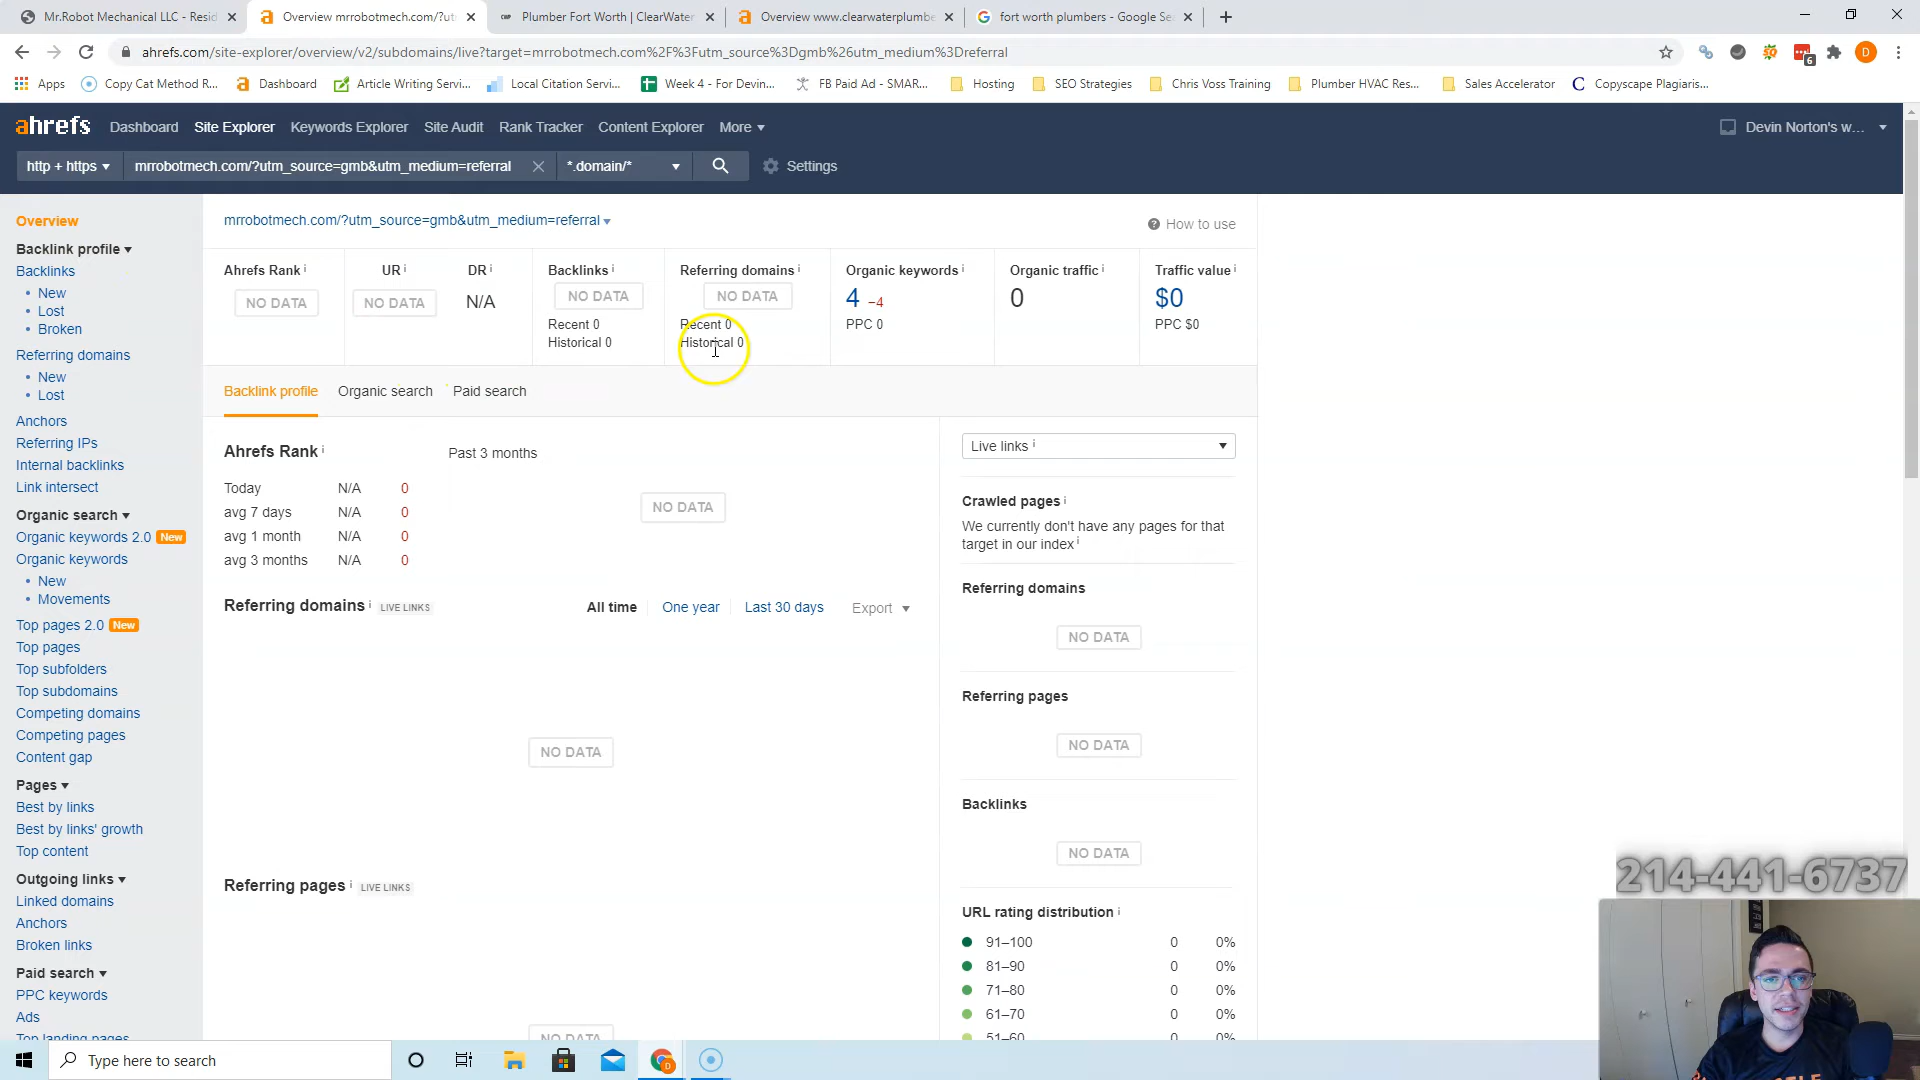 Mr.Robot Mechanical LLC - Resid
Overview mrrobotmech.com/?ut
Plumber Fort Worth | ClearWater
Overview www.clearwaterplumbe
fort worth plumbers - Google Se
ahrefs.com/site-explorer/overview/v2/subdomains/live?target=mrrobotmech.com%2F%3Futm_source%3Dgmb%26utm_medium%3Dreferral
6
D
Apps
Copy Cat Method R...
Dashboard
Article Writing Servi...
Local Citation Servi...
Week 4 - For Devin...
FB Paid Ad - SMAR...
Hosting
SEO Strategies
Chris Voss Training
Plumber HVAC Res...
Sales Accelerator
Copyscape Plagiaris...
ahrefs
Dashboard
Site Explorer
Keywords Explorer
Site Audit
Rank Tracker
Content Explorer
More
Devin Norton's w...
http + https
mrrobotmech.com/?utm_source=gmb&utm_medium=referral
*.domain/*
Settings
Overview
Backlink profile
Backlinks
New
Lost
Broken
Referring domains
New
Lost
Anchors
Referring IPs
Internal backlinks
Link intersect
Organic search
Organic keywords 2.0 New
Organic keywords
New
Movements
Top pages 2.0 New
Top pages
Top subfolders
Top subdomains
Competing domains
Competing pages
Content gap
Pages
Best by links
Best by links' growth
Top content
Outgoing links
Linked domains
Anchors
Broken links
Paid search
PPC keywords
Ads
Top landing pages
mrrobotmech.com/?utm_source=gmb&utm_medium=referral
How to use
Ahrefs Rank
NO DATA
UR
NO DATA
DR
N/A
Backlinks
NO DATA
Recent 0
Historical 0
Referring domains
NO DATA
Recent 0
Historical 0
Organic keywords
4 −4
PPC 0
Organic traffic
0
Traffic value
$0
PPC $0
Backlink profile
Organic search
Paid search
Ahrefs Rank
Past 3 months
Today N/A 0
avg 7 days N/A 0
avg 1 month N/A 0
avg 3 months N/A 0
NO DATA
Referring domains LIVE LINKS
All time
One year
Last 30 days
Export
NO DATA
Referring pages LIVE LINKS
NO DATA
Live links
Crawled pages
We currently don't have any pages for that
target in our index
Referring domains
NO DATA
Referring pages
NO DATA
Backlinks
NO DATA
URL rating distribution
91–100 0 0%
81–90 0 0%
71–80 0 0%
61–70 0 0%
51–60 0 0%
214-441-6737
Type here to search